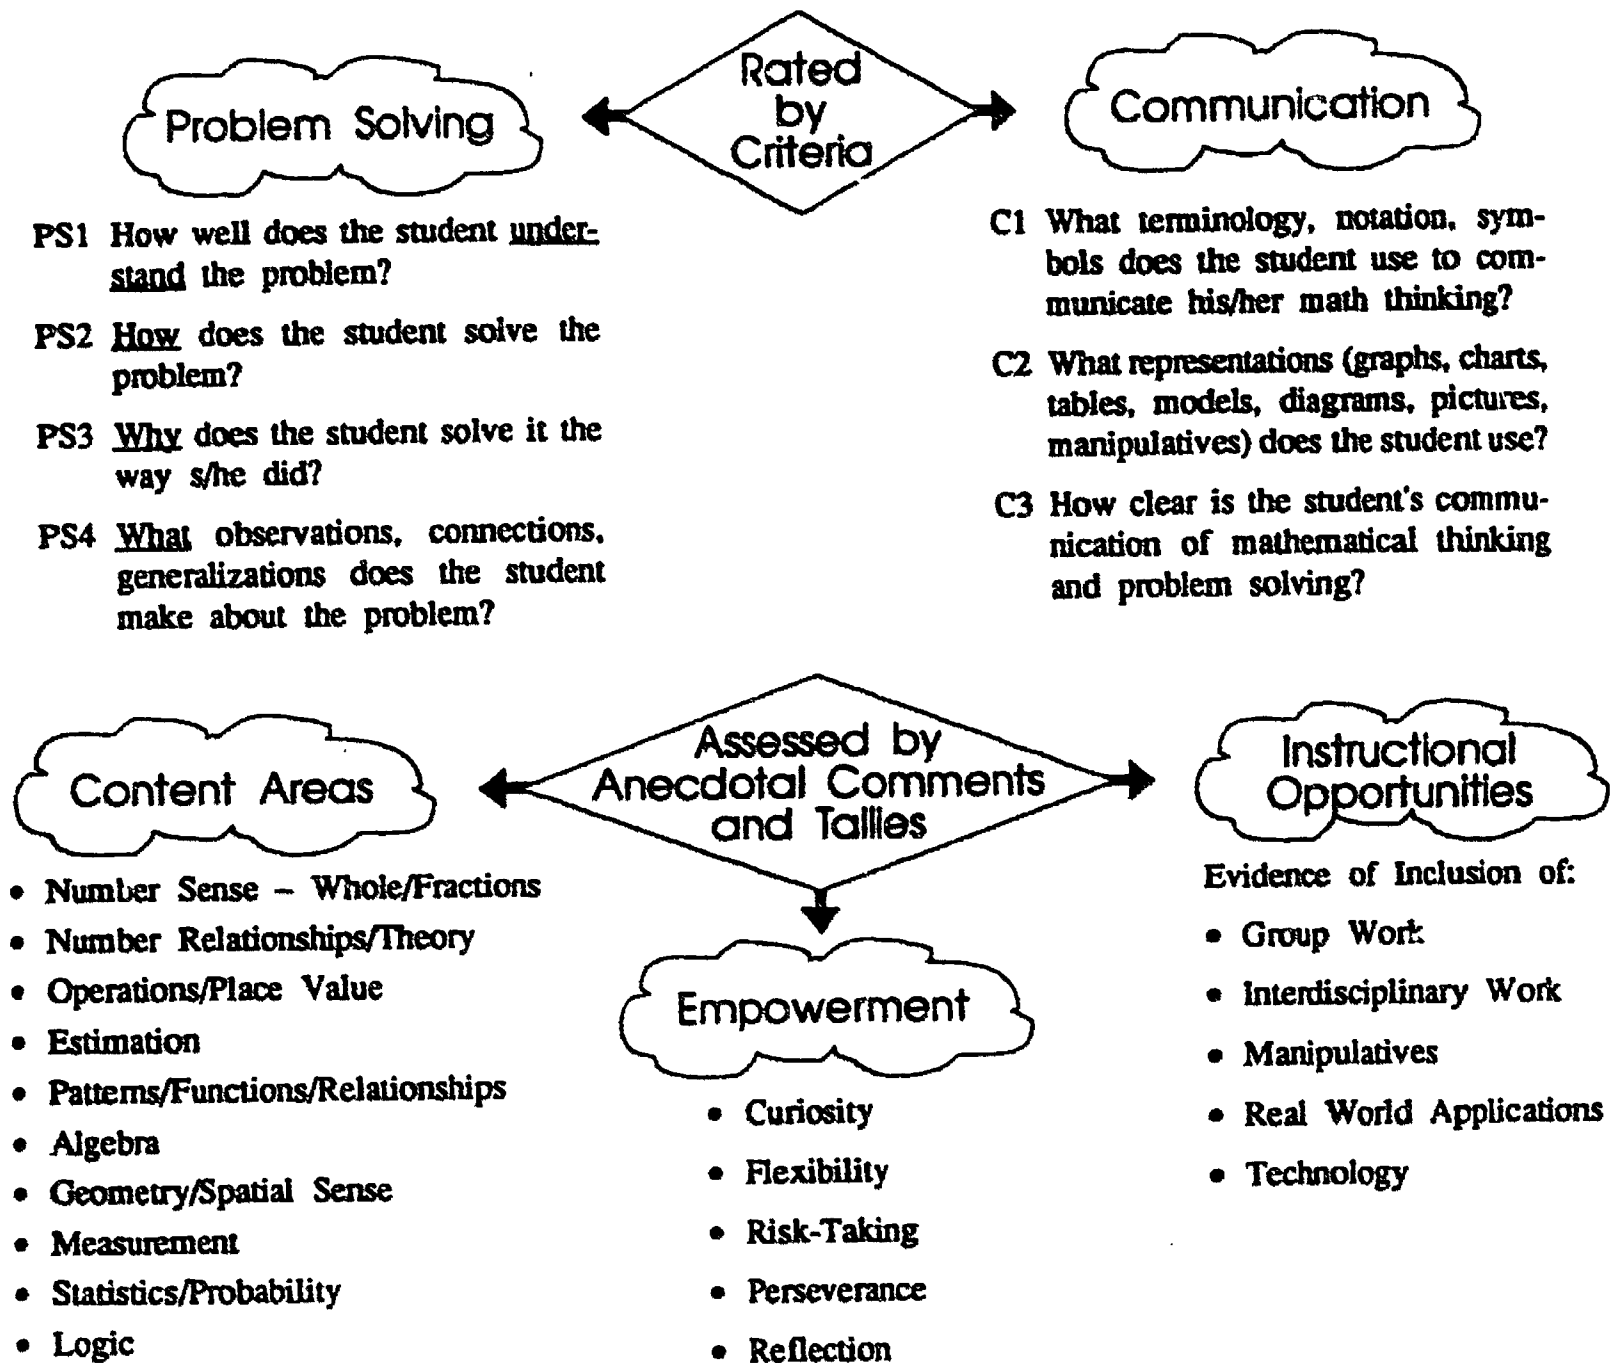 Problem Solving
PS1 How well does the student under-
stand the problem?
PS2 How does the student solve the
problem?
PS3 Why does the student solve it the
way s/he did?
PS4 What observations, connections,
generalizations does the student
make about the problem?
Rated
by
Criteria
Communication
C1 What terminology, notation, sym-
bols does the student use to com-
municate his/her math thinking?
C2 What representations (graphs, charts,
tables, models, diagrams, pictures,
manipulatives) does the student use?
C3 How clear is the student's commu-
nication of mathematical thinking
and problem solving?
Assessed by
Anecdotal Comments
and Tallies
Content Areas
• Number Sense – Whole/Fractions
• Number Relationships/Theory
• Operations/Place Value
• Estimation
• Patterns/Functions/Relationships
• Algebra
• Geometry/Spatial Sense
• Measurement
• Statistics/Probability
• Logic
Empowerment
• Curiosity
• Flexibility
• Risk-Taking
• Perseverance
• Reflection
Instructional
Opportunities
Evidence of Inclusion of:
• Group Work
• Interdisciplinary Work
• Manipulatives
• Real World Applications
• Technology